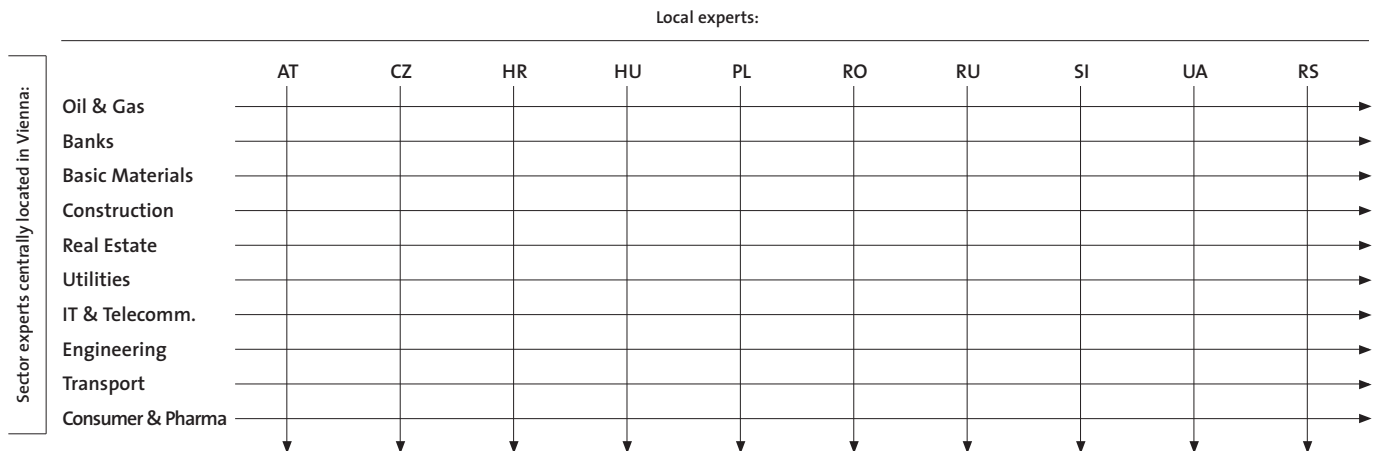 Local experts:
AT CZ HR HU PL RO RU SI UA RS
Sector experts centrally located in Vienna:
Oil & Gas
Banks
Basic Materials
Construction
Real Estate
Utilities
IT & Telecomm.
Engineering
Transport
Consumer & Pharma